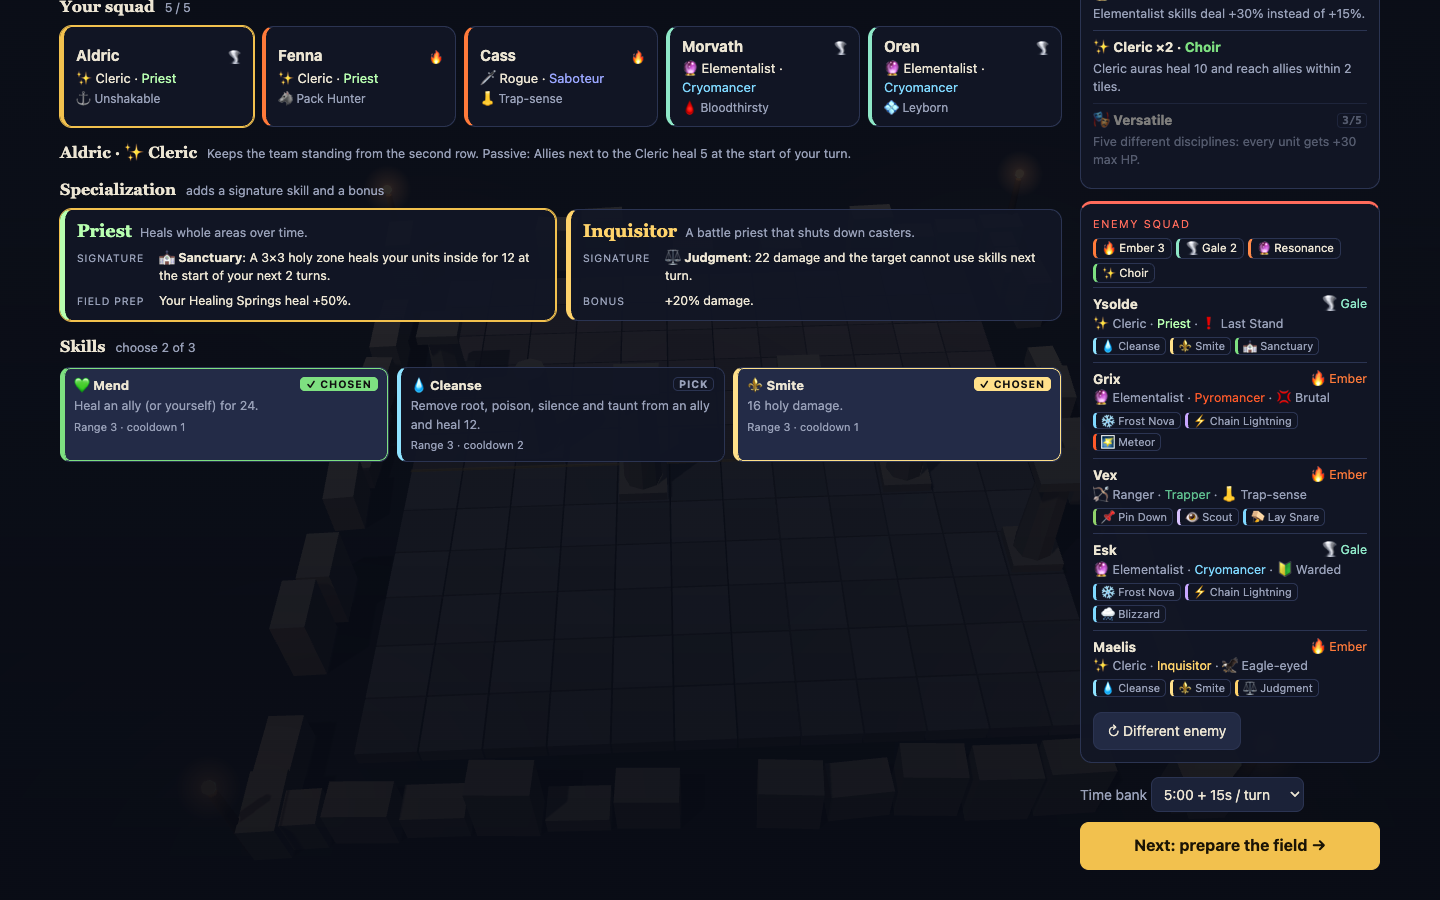 Your squad 5 / 5
Aldric
Cleric · Priest
Unshakable
Fenna
Cleric · Priest
Pack Hunter
Cass
Rogue · Saboteur
Trap-sense
Morvath
Elementalist ·
Cryomancer
Bloodthirsty
Oren
Elementalist ·
Cryomancer
Leyborn
Aldric · Cleric Keeps the team standing from the second row. Passive: Allies next to the Cleric heal 5 at the start of your turn.
Specialization adds a signature skill and a bonus
Priest Heals whole areas over time.
SIGNATURE Sanctuary: A 3×3 holy zone heals your units inside for 12 at
the start of your next 2 turns.
FIELD PREP Your Healing Springs heal +50%.
Inquisitor A battle priest that shuts down casters.
SIGNATURE Judgment: 22 damage and the target cannot use skills next
turn.
BONUS +20% damage.
Skills choose 2 of 3
Mend ✓ CHOSEN
Heal an ally (or yourself) for 24.
Range 3 · cooldown 1
Cleanse PICK
Remove root, poison, silence and taunt from an ally
and heal 12.
Range 3 · cooldown 2
Smite ✓ CHOSEN
16 holy damage.
Range 3 · cooldown 1
Elementalist skills deal +30% instead of +15%.
Cleric ×2 · Choir
Cleric auras heal 10 and reach allies within 2
tiles.
Versatile 3/5
Five different disciplines: every unit gets +30
max HP.
ENEMY SQUAD
Ember 3 Gale 2 Resonance
Choir
Ysolde Gale
Cleric · Priest · Last Stand
Cleanse Smite Sanctuary
Grix Ember
Elementalist · Pyromancer · Brutal
Frost Nova Chain Lightning
Meteor
Vex Ember
Ranger · Trapper · Trap-sense
Pin Down Scout Lay Snare
Esk Gale
Elementalist · Cryomancer · Warded
Frost Nova Chain Lightning
Blizzard
Maelis Ember
Cleric · Inquisitor · Eagle-eyed
Cleanse Smite Judgment
↻ Different enemy
Time bank 5:00 + 15s / turn
Next: prepare the field →